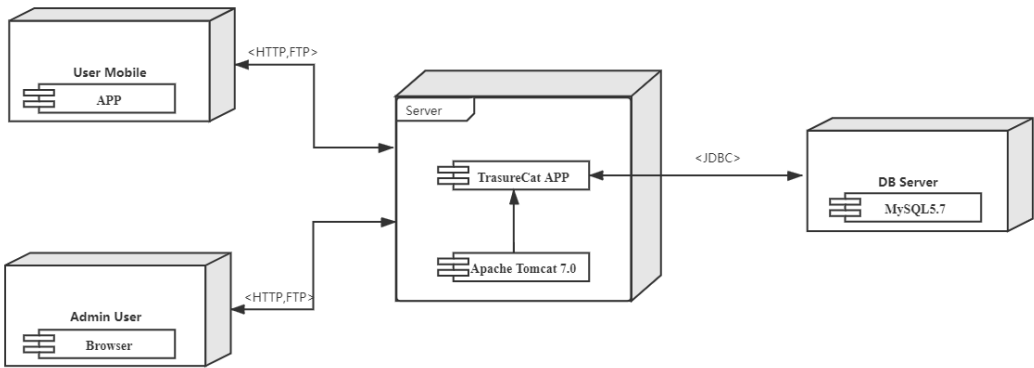 <HTTP,FTP>
User Mobile
APP
Server
TrasureCat APP
<JDBC>
DB Server
MySQL5.7
Apache Tomcat 7.0
<HTTP,FTP>
Admin User
Browser